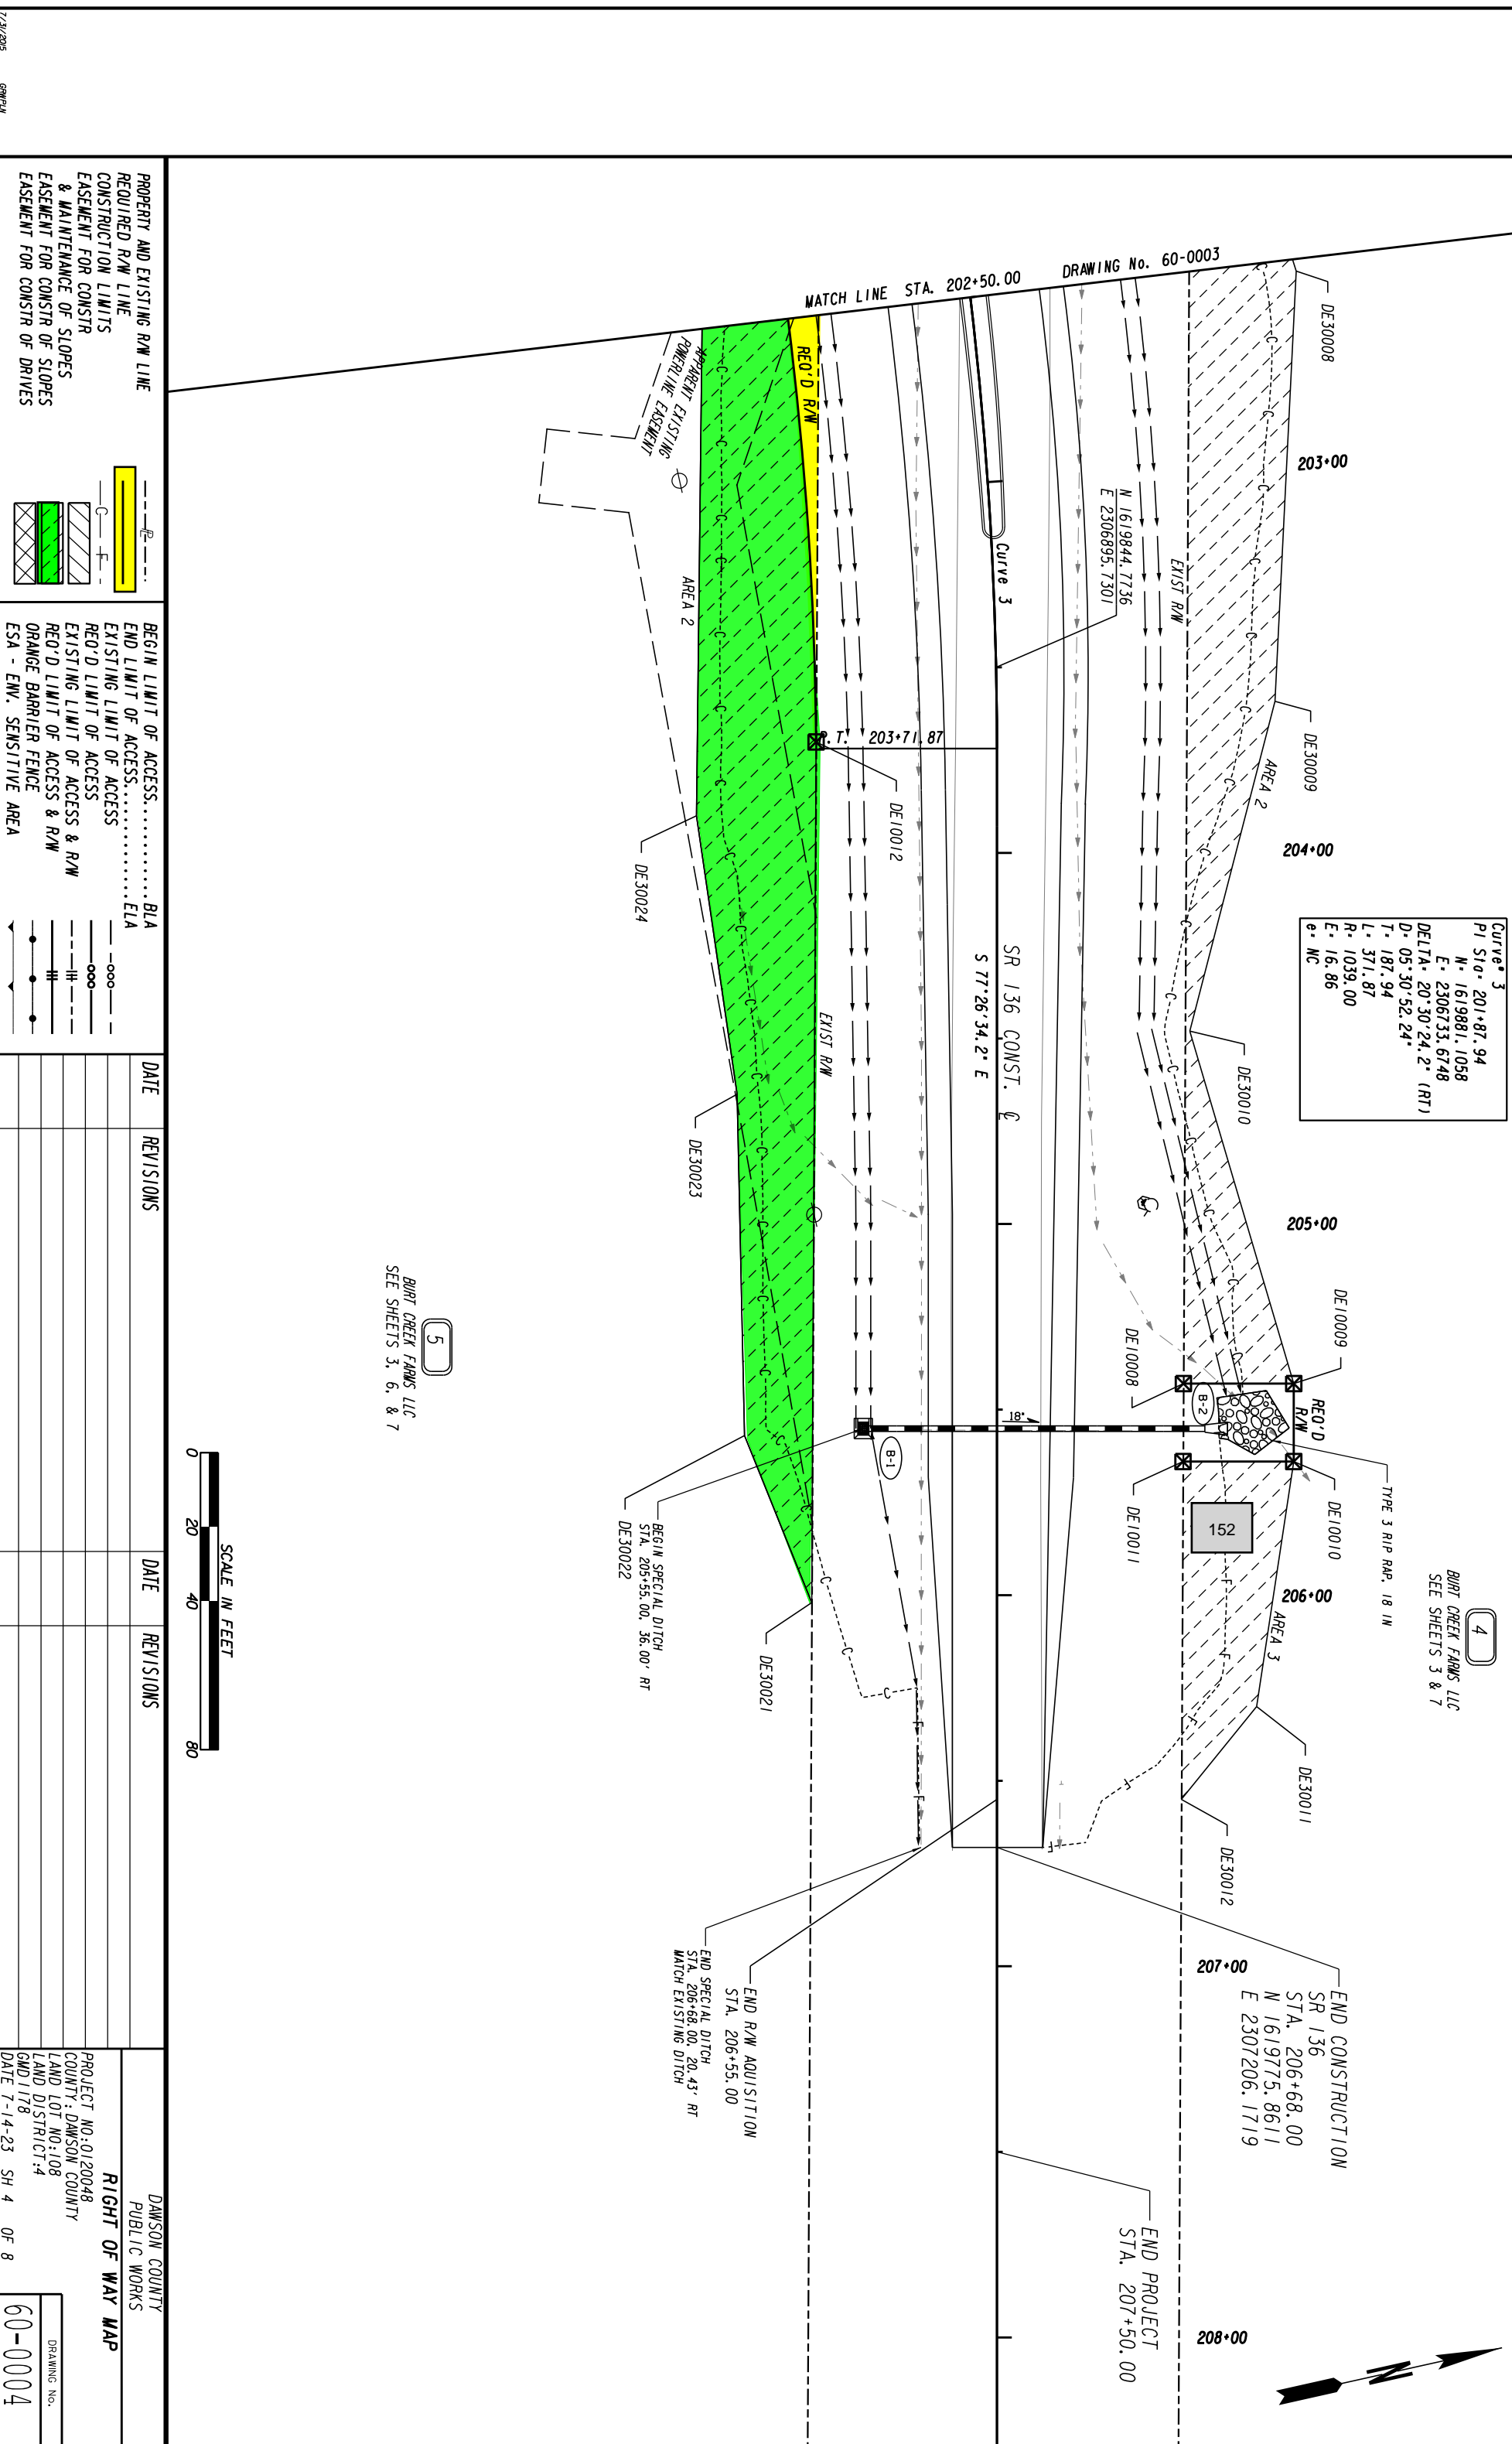 7/31/2015 GPMPLN
DE30008
DRAWING No. 60-0003
MATCH LINE STA. 202+50.00
203+00
DE30009
AREA 2
EXIST R/W
N 1619844.7736
E 2306895.7301
Curve 3
REQ'D R/W
APPARENT EXISTING
POWERLINE EASEMENT
AREA 2
P.T. 203+71.87
DE10012
DE30024
204+00
Curve• 3
PI Sta• 201+87.94
N• 1619881.1058
E• 2306733.6748
DELTA• 20°30'24.2" (RT)
D• 05°30'52.24"
T• 187.94
L• 371.87
R• 1039.00
E• 16.86
e• NC
SR 136 CONST. ℄
S 77°26'34.2" E
DE30010
EXIST R/W
DE30023
205+00
DE10009
DE10008
REQ'D
R/W
B-2
18"
B-1
TYPE 3 RIP RAP, 18 IN
DE10010
DE10011
152
4
BURT CREEK FARMS LLC
SEE SHEETS 3 & 7
206+00
AREA 3
DE30011
DE30012
5
BURT CREEK FARMS LLC
SEE SHEETS 3, 6, & 7
BEGIN SPECIAL DITCH
STA. 205+55.00, 36.00' RT
DE30022
DE30021
END SPECIAL DITCH
STA. 206+68.00, 20.43' RT
MATCH EXISTING DITCH
END R/W AQUISITION
STA. 206+55.00
207+00
END CONSTRUCTION
SR 136
STA. 206+68.00
N 1619775.8611
E 2307206.1719
END PROJECT
STA. 207+50.00
208+00
N
0 20 40 80
SCALE IN FEET
PROPERTY AND EXISTING R/W LINE
REQUIRED R/W LINE
CONSTRUCTION LIMITS
EASEMENT FOR CONSTR
& MAINTENANCE OF SLOPES
EASEMENT FOR CONSTR OF SLOPES
EASEMENT FOR CONSTR OF DRIVES
BEGIN LIMIT OF ACCESS...........BLA
END LIMIT OF ACCESS............ELA
EXISTING LIMIT OF ACCESS
REQ'D LIMIT OF ACCESS
EXISTING LIMIT OF ACCESS & R/W
REQ'D LIMIT OF ACCESS & R/W
ORANGE BARRIER FENCE
ESA - ENV. SENSITIVE AREA
DATE REVISIONS DATE REVISIONS
DAWSON COUNTY
PUBLIC WORKS
RIGHT OF WAY MAP
PROJECT NO:0120048
COUNTY: DAWSON COUNTY
LAND LOT NO:108
LAND DISTRICT:4
GMD 1178
DATE 7-14-23 SH 4 OF 8
DRAWING No.
60-0004